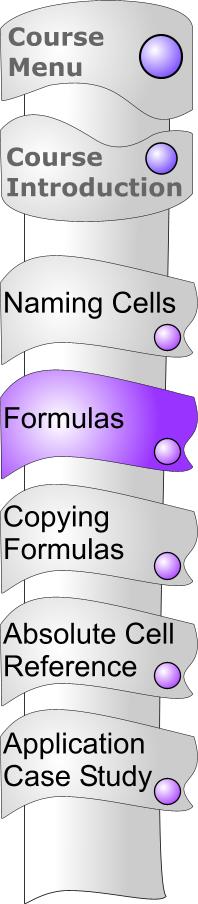 Course
Menu
Course
Introduction
Naming Cells
Formulas
Copying
Formulas
Absolute Cell
Reference
Application
Case Study